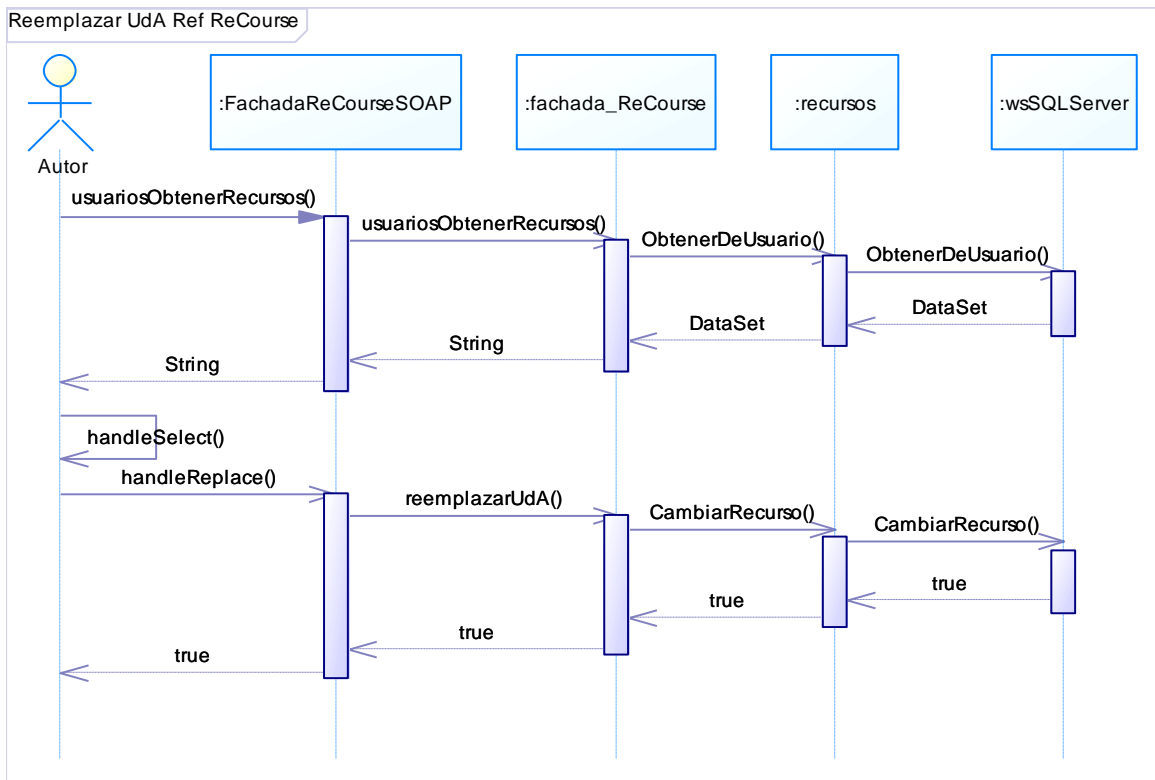 Reemplazar UdA Ref ReCourse
:FachadaReCourseSOAP
:fachada_ReCourse
:recursos
:wsSQLServer
Autor
usuariosObtenerRecursos()
usuariosObtenerRecursos()
ObtenerDeUsuario()
ObtenerDeUsuario()
DataSet
DataSet
String
String
handleSelect()
handleReplace()
reemplazarUdA()
CambiarRecurso()
CambiarRecurso()
true
true
true
true